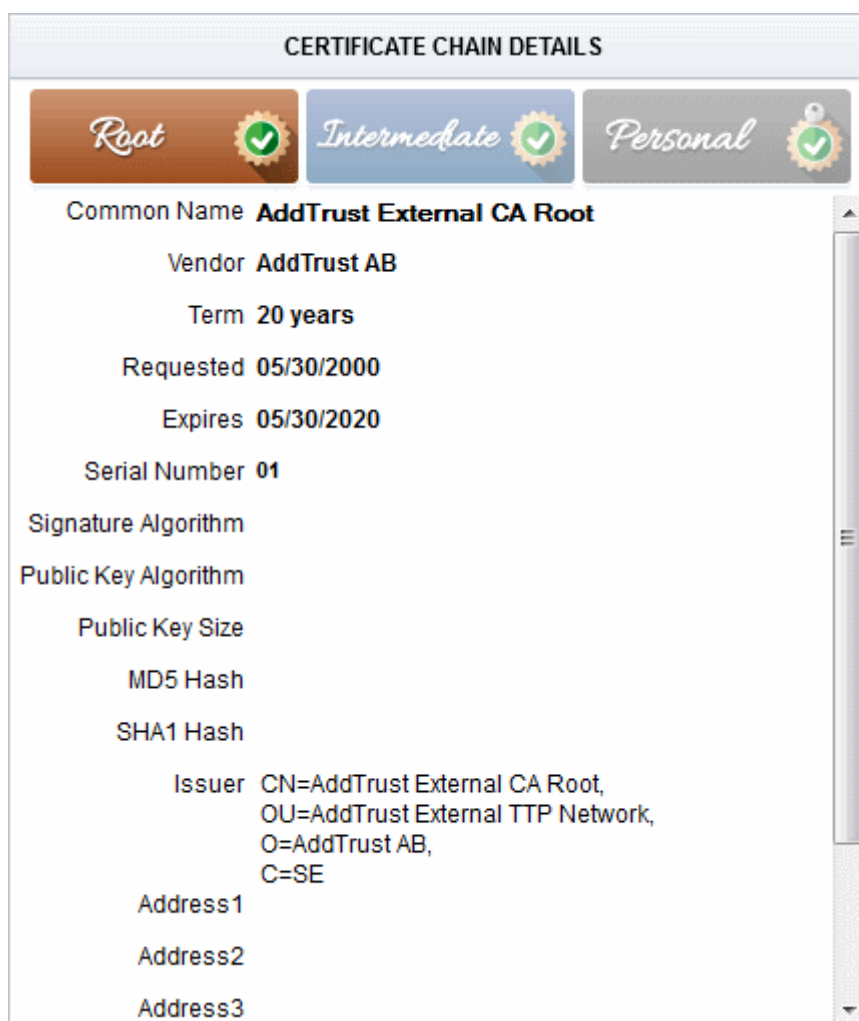 CERTIFICATE CHAIN DETAILS
Root Intermediate Personal
Common Name AddTrust External CA Root
Vendor AddTrust AB
Term 20 years
Requested 05/30/2000
Expires 05/30/2020
Serial Number 01
Signature Algorithm
Public Key Algorithm
Public Key Size
MD5 Hash
SHA1 Hash
Issuer CN=AddTrust External CA Root,
OU=AddTrust External TTP Network,
O=AddTrust AB,
C=SE
Address1
Address2
Address3